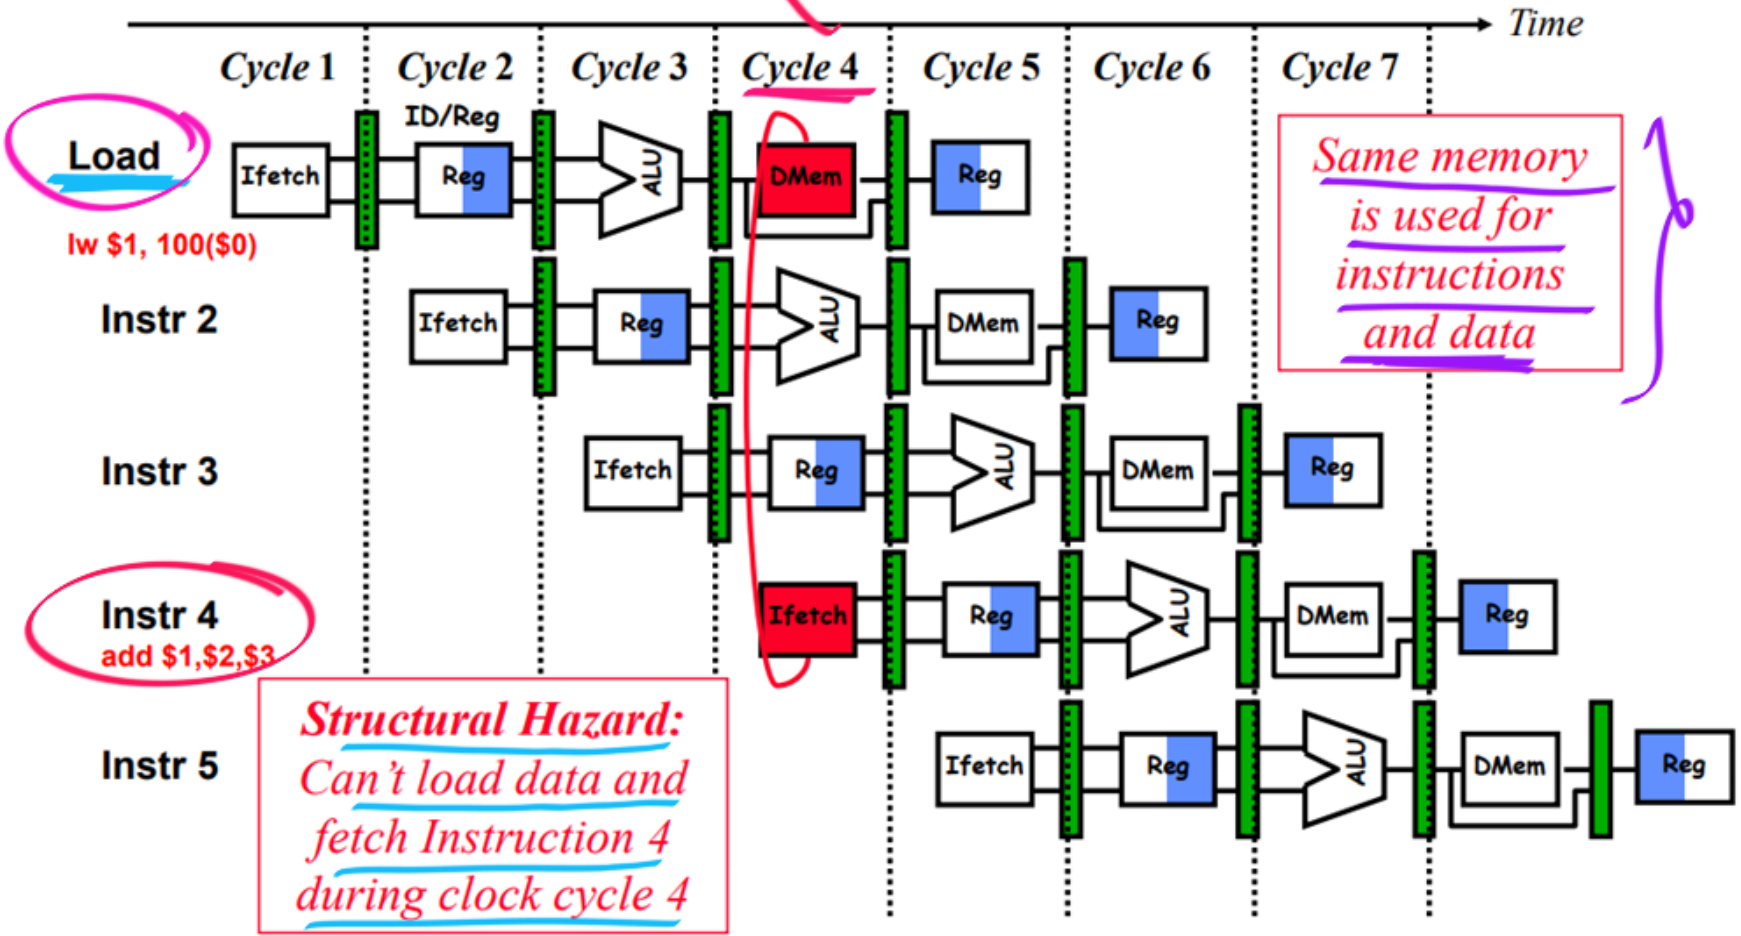 Time
Cycle 1 Cycle 2 Cycle 3 Cycle 4 Cycle 5 Cycle 6 Cycle 7
ID/Reg
Load Ifetch Reg ALU DMem Reg
lw $1, 100($0)
Instr 2 Ifetch Reg ALU DMem Reg
Instr 3 Ifetch Reg ALU DMem Reg
Instr 4 Ifetch Reg ALU DMem Reg
add $1,$2,$3
Instr 5 Ifetch Reg ALU DMem Reg
Same memory
is used for
instructions
and data
Structural Hazard:
Can't load data and
fetch Instruction 4
during clock cycle 4